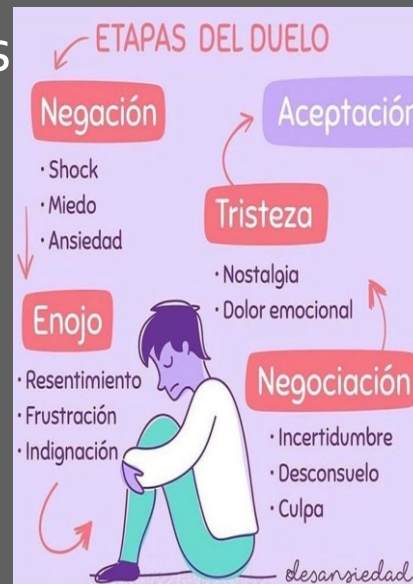 s
ETAPAS DEL DUELO
Negación
· Shock
· Miedo
· Ansiedad
Enojo
· Resentimiento
· Frustración
· Indignación
Negociación
· Incertidumbre
· Desconsuelo
· Culpa
Tristeza
· Nostalgia
· Dolor emocional
Aceptación
desansiedad